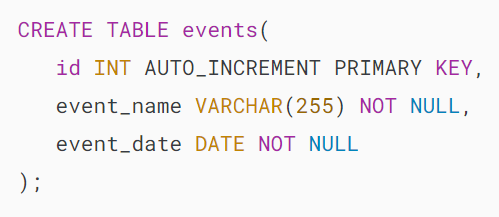 CREATE TABLE events(
   id INT AUTO_INCREMENT PRIMARY KEY,
   event_name VARCHAR(255) NOT NULL,
   event_date DATE NOT NULL
);